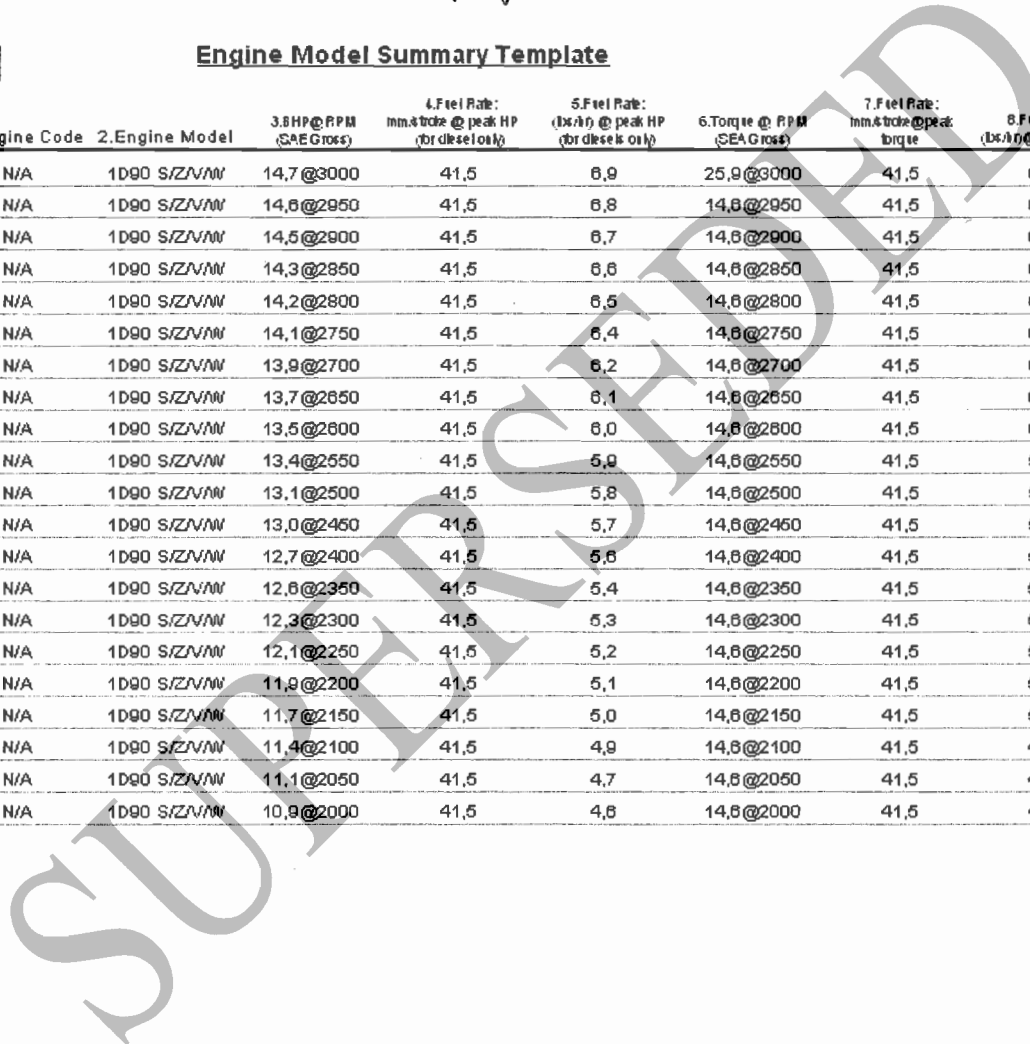 Engine Model Summary Template
gine Code 2.Engine Model 3.BHP@RPM (SAE Gross) 4.Fuel Rate: mm/stroke @ peak HP (for diesel only) 5.Fuel Rate: (lbs/hr) @ peak HP (for diesels only) 6.Torque @ RPM (SEA Gross) 7.Fuel Rate: mm/stroke@peak torque 8.F (lbs/hr)@
N/A 1D90 S/Z/V/W 14,7@3000 41,5 6,9 25,9@3000 41,5
N/A 1D90 S/Z/V/W 14,6@2950 41,5 6,8 14,6@2950 41,5
N/A 1D90 S/Z/V/W 14,5@2900 41,5 6,7 14,6@2900 41,5
N/A 1D90 S/Z/V/W 14,3@2850 41,5 6,6 14,6@2850 41,5
N/A 1D90 S/Z/V/W 14,2@2800 41,5 6,5 14,6@2800 41,5
N/A 1D90 S/Z/V/W 14,1@2750 41,5 6,4 14,6@2750 41,5
N/A 1D90 S/Z/V/W 13,9@2700 41,5 6,2 14,6@2700 41,5
N/A 1D90 S/Z/V/W 13,7@2650 41,5 6,1 14,6@2650 41,5
N/A 1D90 S/Z/V/W 13,5@2600 41,5 6,0 14,6@2600 41,5
N/A 1D90 S/Z/V/W 13,4@2550 41,5 5,9 14,6@2550 41,5
N/A 1D90 S/Z/V/W 13,1@2500 41,5 5,8 14,6@2500 41,5
N/A 1D90 S/Z/V/W 13,0@2450 41,5 5,7 14,6@2450 41,5
N/A 1D90 S/Z/V/W 12,7@2400 41,5 5,6 14,6@2400 41,5
N/A 1D90 S/Z/V/W 12,6@2350 41,5 5,4 14,6@2350 41,5
N/A 1D90 S/Z/V/W 12,3@2300 41,5 5,3 14,6@2300 41,5
N/A 1D90 S/Z/V/W 12,1@2250 41,5 5,2 14,6@2250 41,5
N/A 1D90 S/Z/V/W 11,9@2200 41,5 5,1 14,6@2200 41,5
N/A 1D90 S/Z/V/W 11,7@2150 41,5 5,0 14,6@2150 41,5
N/A 1D90 S/Z/V/W 11,4@2100 41,5 4,9 14,6@2100 41,5
N/A 1D90 S/Z/V/W 11,1@2050 41,5 4,7 14,6@2050 41,5
N/A 1D90 S/Z/V/W 10,9@2000 41,5 4,6 14,6@2000 41,5
SUPERSEDED